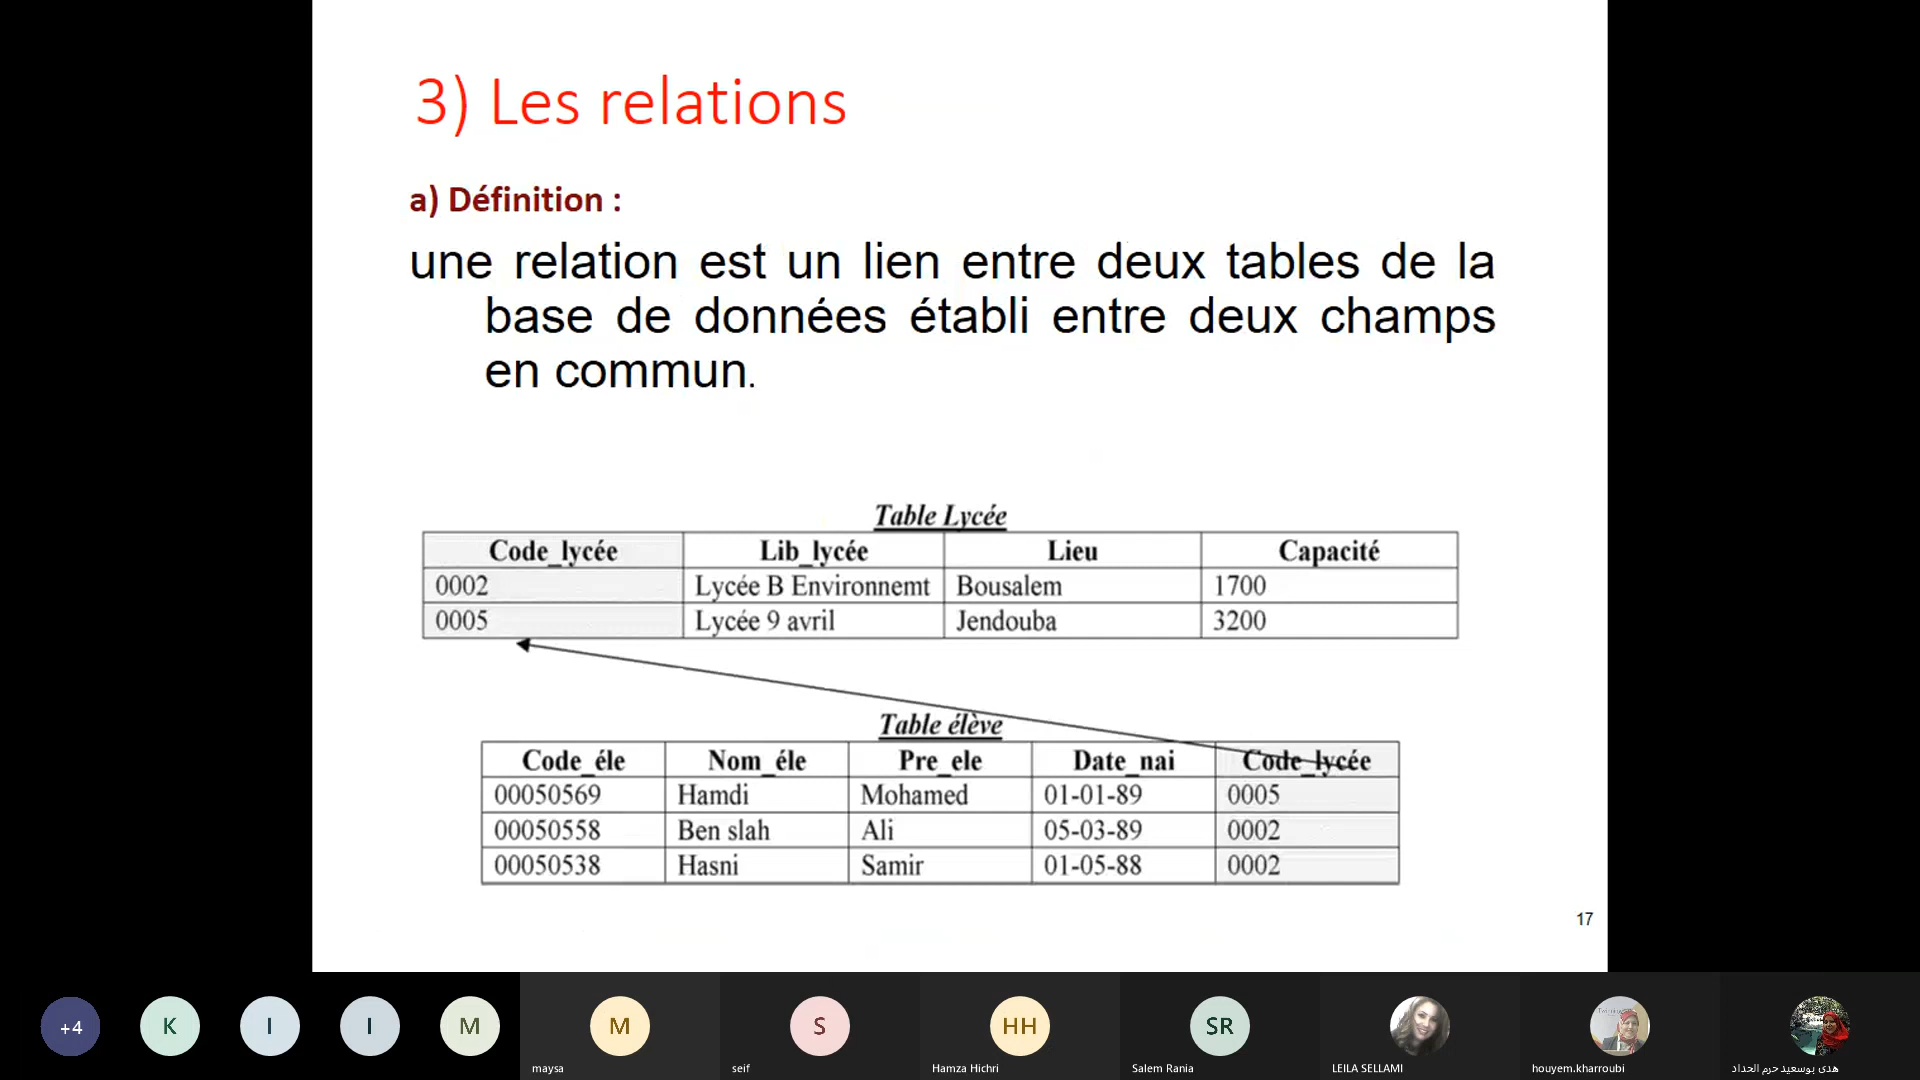 3) Les relations
a) Définition :
une relation est un lien entre deux tables de la
base de données établi entre deux champs
en commun.
Table Lycée
Code_lycée Lib_lycée Lieu Capacité
0002 Lycée B Environnemt Bousalem 1700
0005 Lycée 9 avril Jendouba 3200
Table élève
Code_éle Nom_éle Pre_ele Date_nai Code_lycée
00050569 Hamdi Mohamed 01-01-89 0005
00050558 Ben slah Ali 05-03-89 0002
00050538 Hasni Samir 01-05-88 0002
17
+4 K I I M M S HH SR
maysa seif Hamza Hichri Salem Rania LEILA SELLAMI houyem.kharroubi هدى بوسعيد حرم الحداد